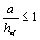 a/h_{ef} ≤ 1